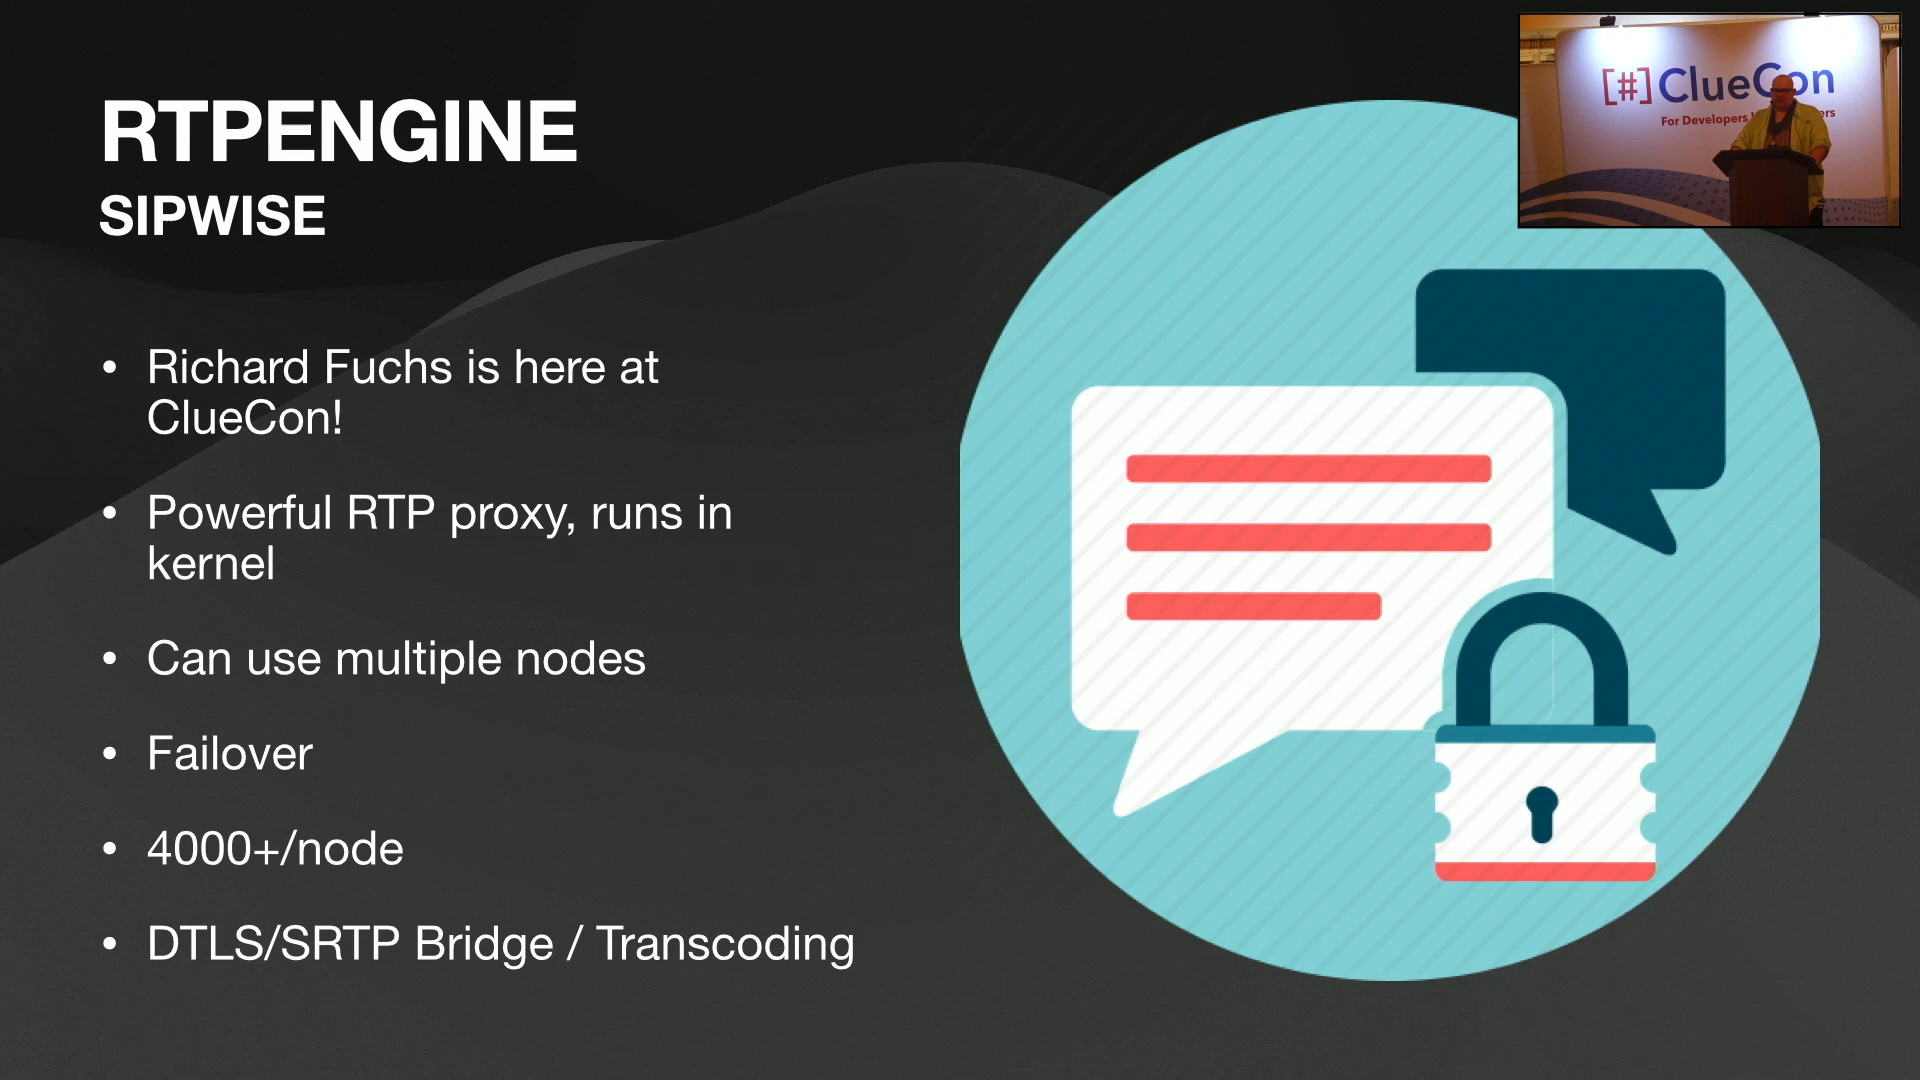 RTPENGINE
SIPWISE
• Richard Fuchs is here at
ClueCon!
• Powerful RTP proxy, runs in
kernel
• Can use multiple nodes
• Failover
• 4000+/node
• DTLS/SRTP Bridge / Transcoding
[#] ClueCon
For Developers